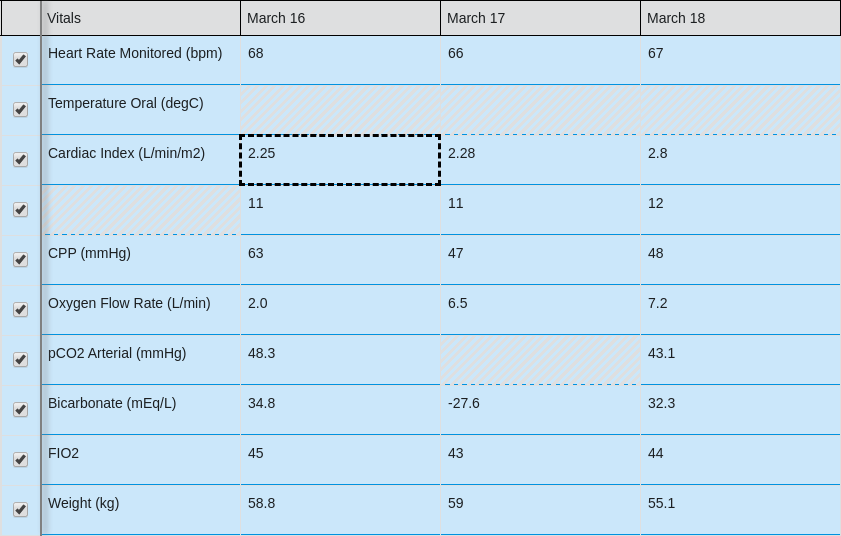 Vitals March 16 March 17 March 18
Heart Rate Monitored (bpm) 68 66 67
Temperature Oral (degC)
Cardiac Index (L/min/m2) 2.25 2.28 2.8
11 11 12
CPP (mmHg) 63 47 48
Oxygen Flow Rate (L/min) 2.0 6.5 7.2
pCO2 Arterial (mmHg) 48.3 43.1
Bicarbonate (mEq/L) 34.8 -27.6 32.3
FIO2 45 43 44
Weight (kg) 58.8 59 55.1